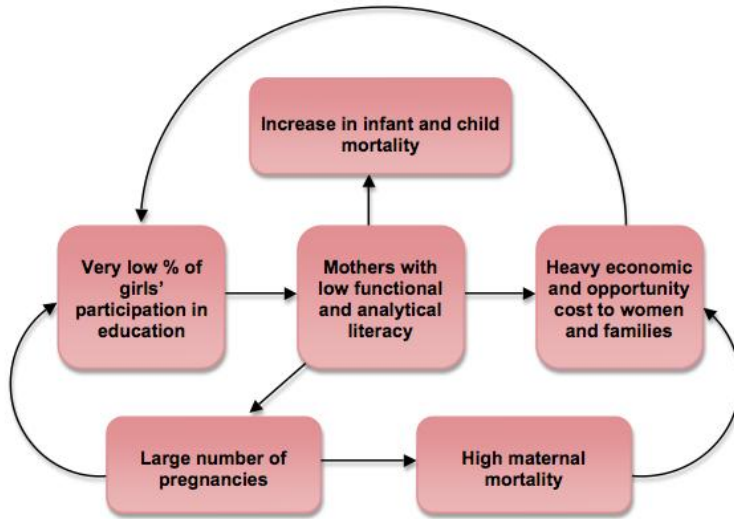 Increase in infant and child
mortality
Very low % of
girls’
participation in
education
Mothers with
low functional
and analytical
literacy
Heavy economic
and opportunity
cost to women
and families
Large number of
pregnancies
High maternal
mortality